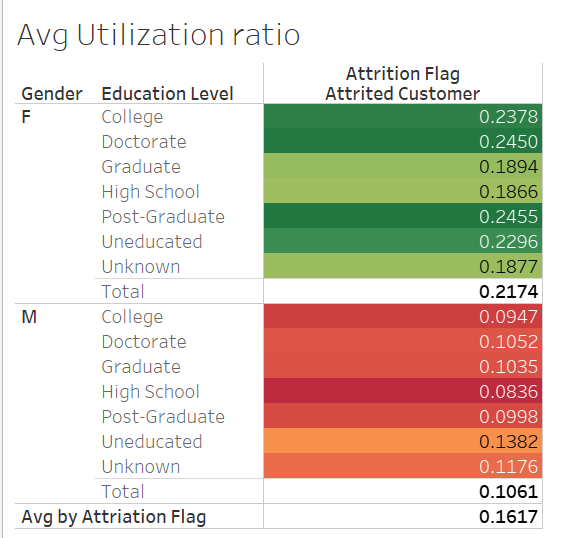 Avg Utilization ratio
Attrition Flag
Gender Education Level Attrited Customer
F College 0.2378
Doctorate 0.2450
Graduate 0.1894
High School 0.1866
Post-Graduate 0.2455
Uneducated 0.2296
Unknown 0.1877
Total 0.2174
M College 0.0947
Doctorate 0.1052
Graduate 0.1035
High School 0.0836
Post-Graduate 0.0998
Uneducated 0.1382
Unknown 0.1176
Total 0.1061
Avg by Attriation Flag 0.1617